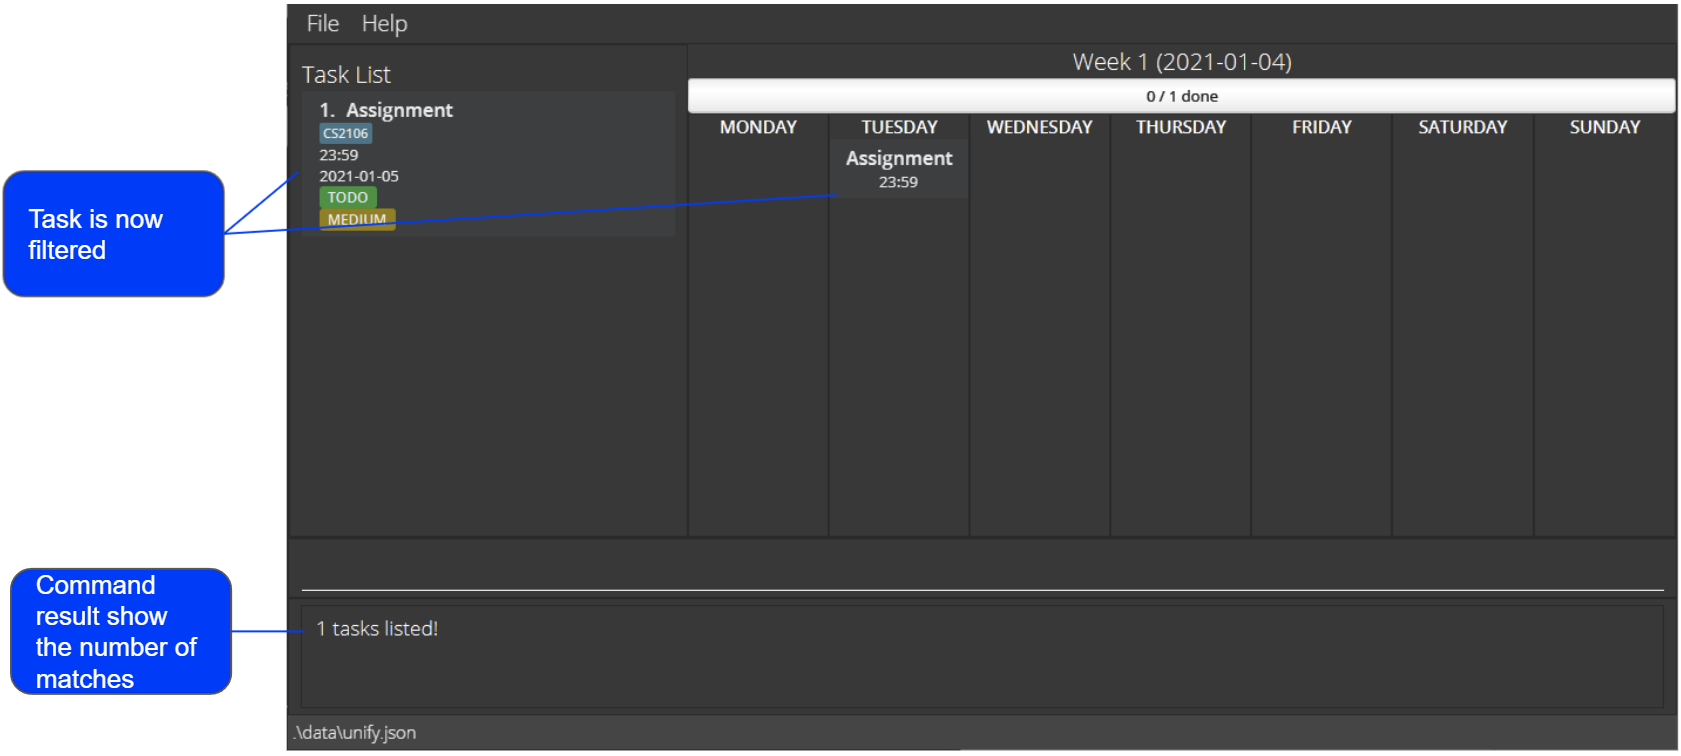 File Help
Task List
1. Assignment
CS2106
23:59
2021-01-05
TODO
MEDIUM
Week 1 (2021-01-04)
0 / 1 done
MONDAY TUESDAY WEDNESDAY THURSDAY FRIDAY SATURDAY SUNDAY
Assignment
23:59
Task is now
filtered
Command
result show
the number of
matches
1 tasks listed!
.\data\unify.json